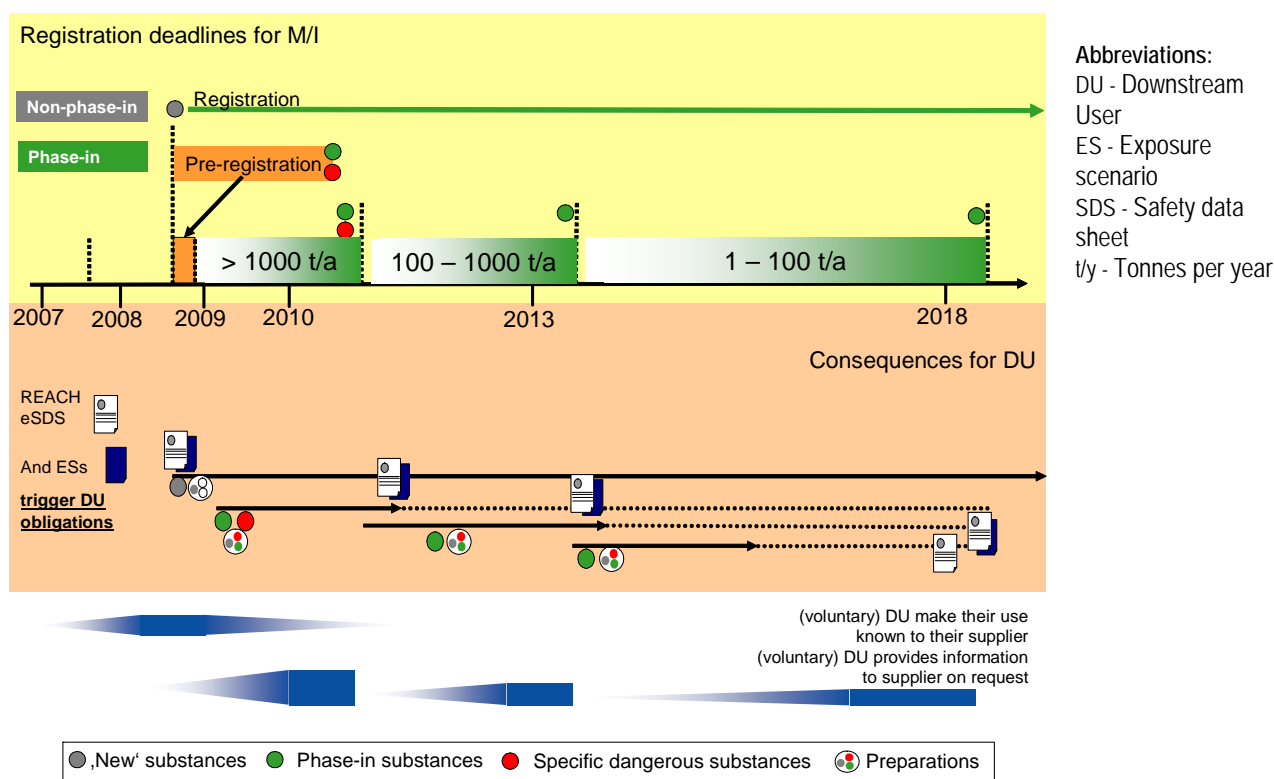 Registration deadlines for M/I
Non-phase-in
Registration
Phase-in
Pre-registration
> 1000 t/a
100 – 1000 t/a
1 – 100 t/a
2007
2008
2009
2010
2013
2018
Consequences for DU
REACH
eSDS
And ESs
trigger DU
obligations
(voluntary) DU make their use
known to their supplier
(voluntary) DU provides information
to supplier on request
‚New‘ substances
Phase-in substances
Specific dangerous substances
Preparations
Abbreviations:
DU - Downstream
User
ES - Exposure
scenario
SDS - Safety data
sheet
t/y - Tonnes per year